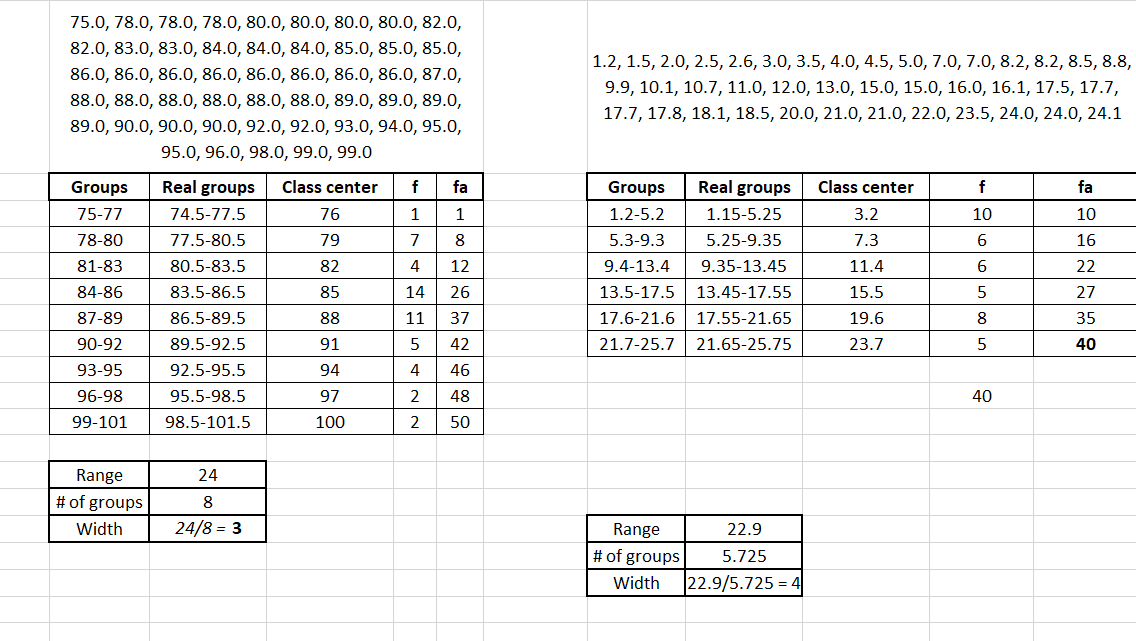 75.0, 78.0, 78.0, 78.0, 80.0, 80.0, 80.0, 80.0, 82.0,
82.0, 83.0, 83.0, 84.0, 84.0, 84.0, 85.0, 85.0, 85.0,
86.0, 86.0, 86.0, 86.0, 86.0, 86.0, 86.0, 86.0, 87.0,
88.0, 88.0, 88.0, 88.0, 88.0, 88.0, 89.0, 89.0, 89.0,
89.0, 90.0, 90.0, 90.0, 92.0, 92.0, 93.0, 94.0, 95.0,
95.0, 96.0, 98.0, 99.0, 99.0
Groups Real groups Class center f fa
75-77 74.5-77.5 76 1 1
78-80 77.5-80.5 79 7 8
81-83 80.5-83.5 82 4 12
84-86 83.5-86.5 85 14 26
87-89 86.5-89.5 88 11 37
90-92 89.5-92.5 91 5 42
93-95 92.5-95.5 94 4 46
96-98 95.5-98.5 97 2 48
99-101 98.5-101.5 100 2 50
Range 24
# of groups 8
Width 24/8 = 3
1.2, 1.5, 2.0, 2.5, 2.6, 3.0, 3.5, 4.0, 4.5, 5.0, 7.0, 7.0, 8.2, 8.2, 8.5, 8.8,
9.9, 10.1, 10.7, 11.0, 12.0, 13.0, 15.0, 15.0, 16.0, 16.1, 17.5, 17.7,
17.7, 17.8, 18.1, 18.5, 20.0, 21.0, 21.0, 22.0, 23.5, 24.0, 24.0, 24.1
Groups Real groups Class center f fa
1.2-5.2 1.15-5.25 3.2 10 10
5.3-9.3 5.25-9.35 7.3 6 16
9.4-13.4 9.35-13.45 11.4 6 22
13.5-17.5 13.45-17.55 15.5 5 27
17.6-21.6 17.55-21.65 19.6 8 35
21.7-25.7 21.65-25.75 23.7 5 40
40
Range 22.9
# of groups 5.725
Width 22.9/5.725 = 4